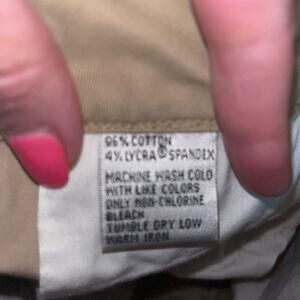 96% COTTON
4% LYCRA® SPANDEX
MACHINE WASH COLD
WITH LIKE COLORS
ONLY NON-CHLORINE
BLEACH
TUMBLE DRY LOW
WARM IRON